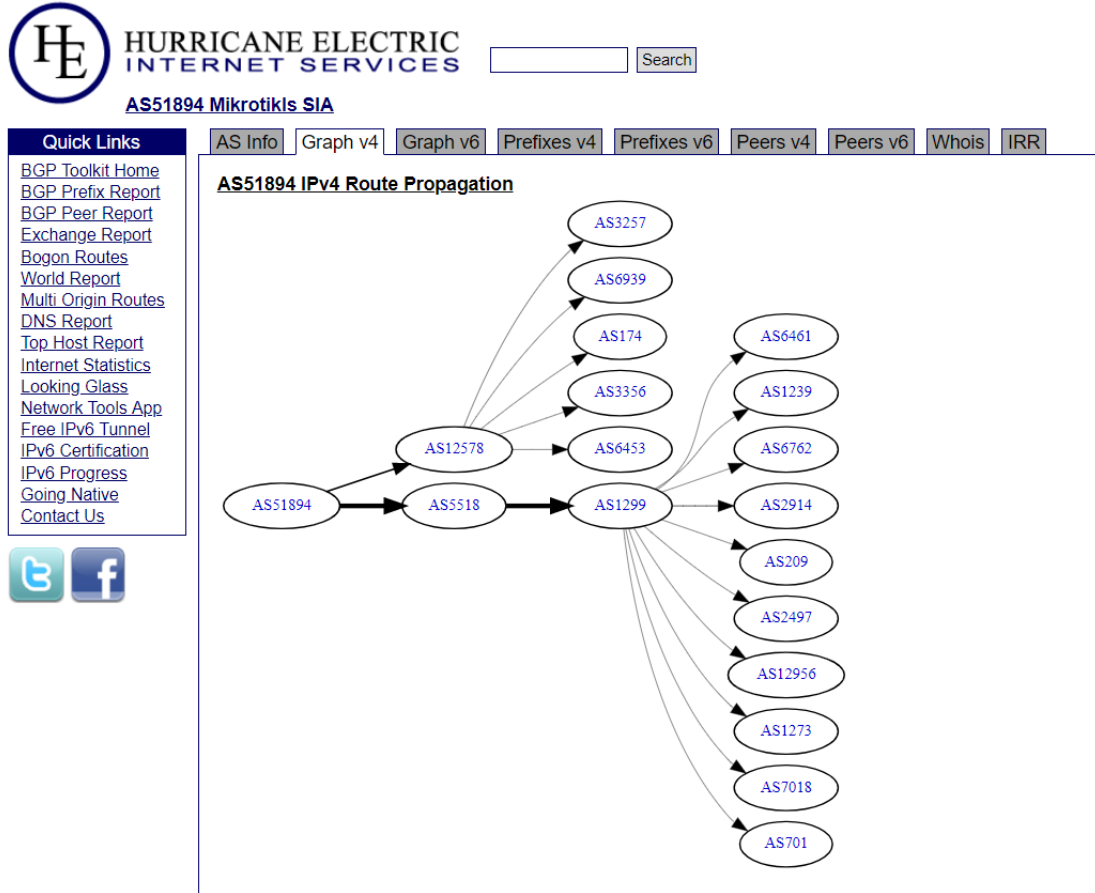 HE
HURRICANE ELECTRIC
INTERNET SERVICES
Search
AS51894 Mikrotikls SIA
Quick Links
BGP Toolkit Home
BGP Prefix Report
BGP Peer Report
Exchange Report
Bogon Routes
World Report
Multi Origin Routes
DNS Report
Top Host Report
Internet Statistics
Looking Glass
Network Tools App
Free IPv6 Tunnel
IPv6 Certification
IPv6 Progress
Going Native
Contact Us
AS Info Graph v4 Graph v6 Prefixes v4 Prefixes v6 Peers v4 Peers v6 Whois IRR
AS51894 IPv4 Route Propagation
AS3257
AS6939
AS174 AS6461
AS3356 AS1239
AS12578 AS6453 AS6762
AS51894 AS5518 AS1299 AS2914
AS209
AS2497
AS12956
AS1273
AS7018
AS701